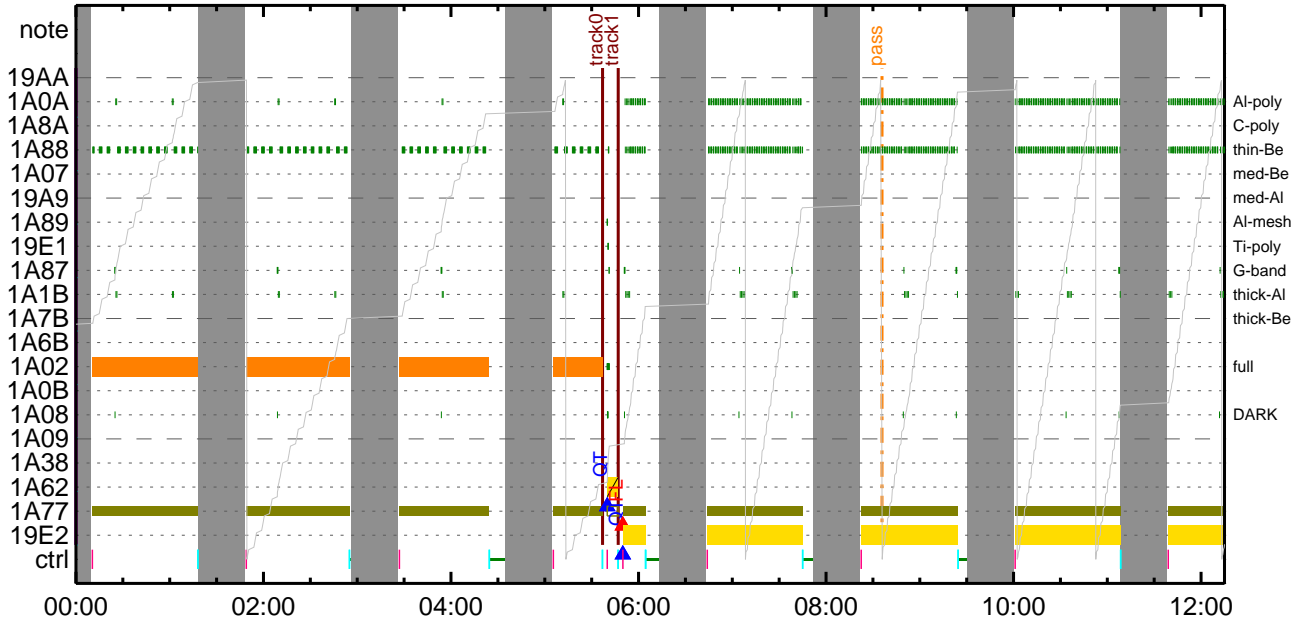 note
track0
track1
pass
19AA
1A0A Al-poly
1A8A C-poly
1A88 thin-Be
1A07 med-Be
19A9 med-Al
1A89 Al-mesh
19E1 Ti-poly
1A87 G-band
1A1B thick-Al
1A7B thick-Be
1A6B
1A02 full
1A0B
1A08 DARK
1A09
1A38
QT
1A62
1A77
19E2
ctrl
00:00 02:00 04:00 06:00 08:00 10:00 12:00